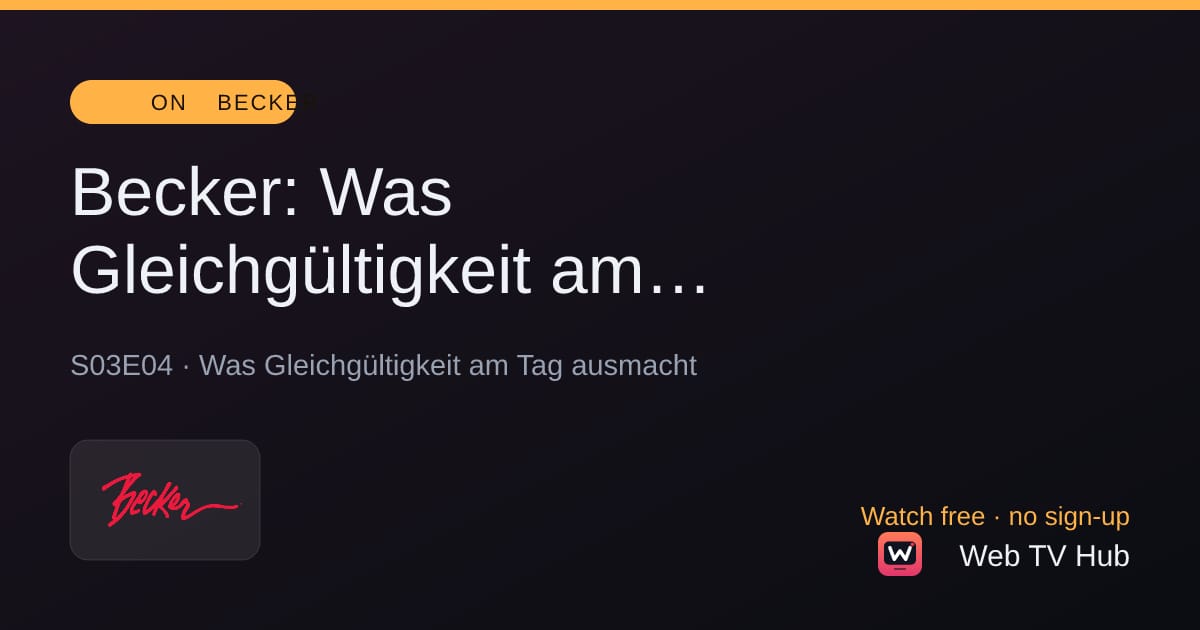 ON BECKER
Becker: Was
Gleichgültigkeit am…
S03E04 · Was Gleichgültigkeit am Tag ausmacht
Becker
Watch free · no sign-up
W
Web TV Hub